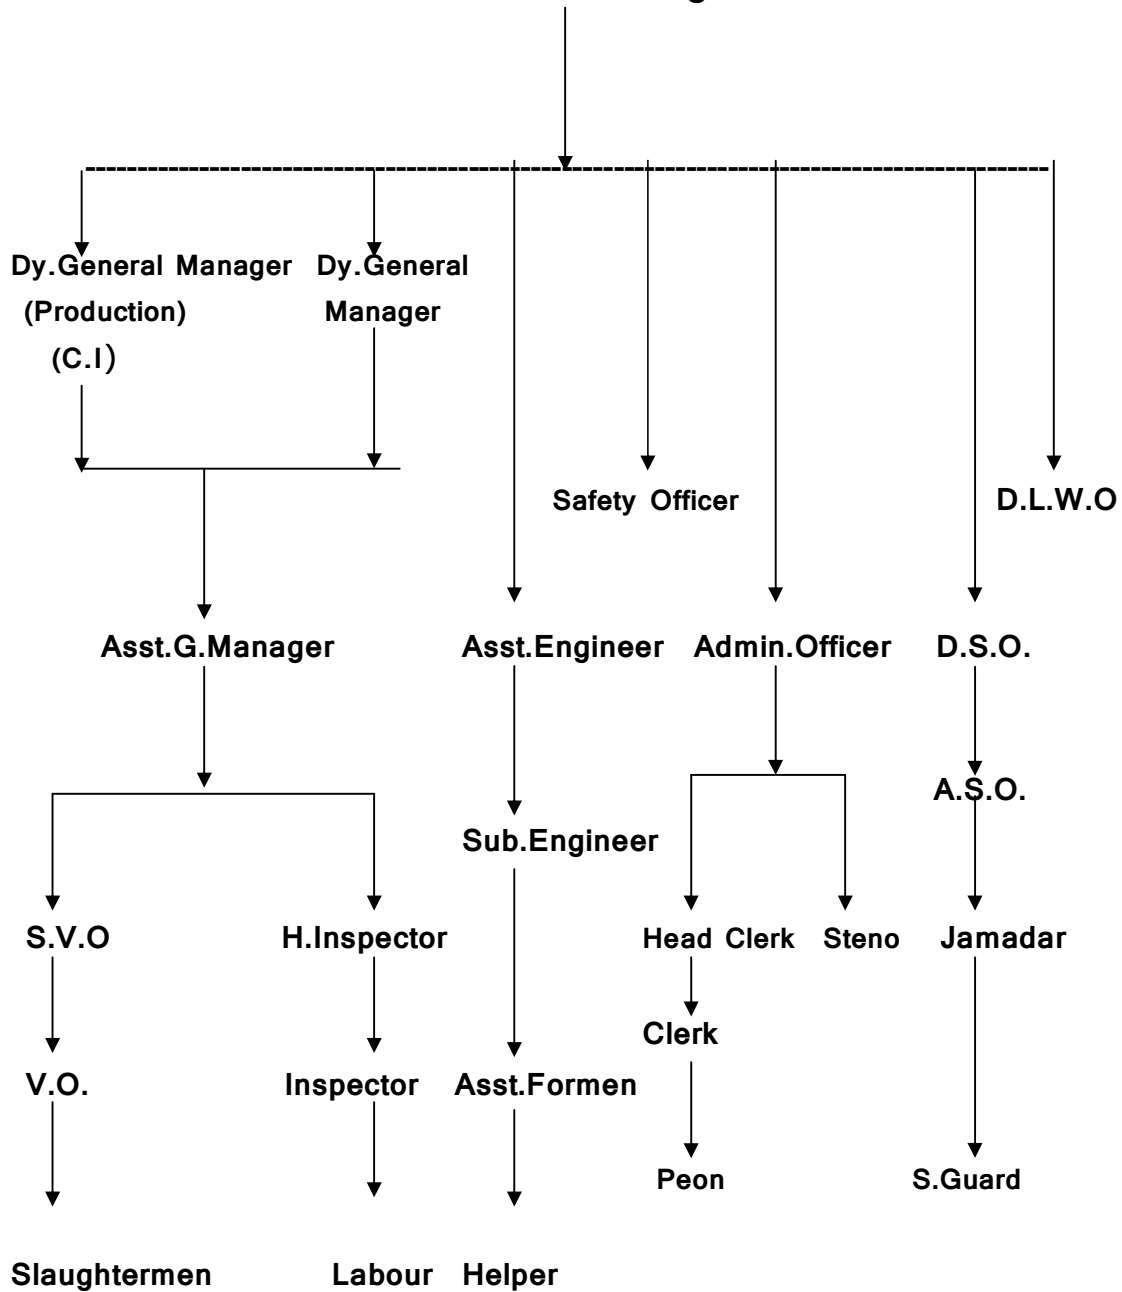 Dy.General Manager Dy.General
(Production) Manager
(C.I)
Safety Officer D.L.W.O
Asst.G.Manager Asst.Engineer Admin.Officer D.S.O.
A.S.O.
Sub.Engineer
S.V.O H.Inspector Head Clerk Steno Jamadar
Clerk
V.O. Inspector Asst.Formen
Peon S.Guard
Slaughtermen Labour Helper